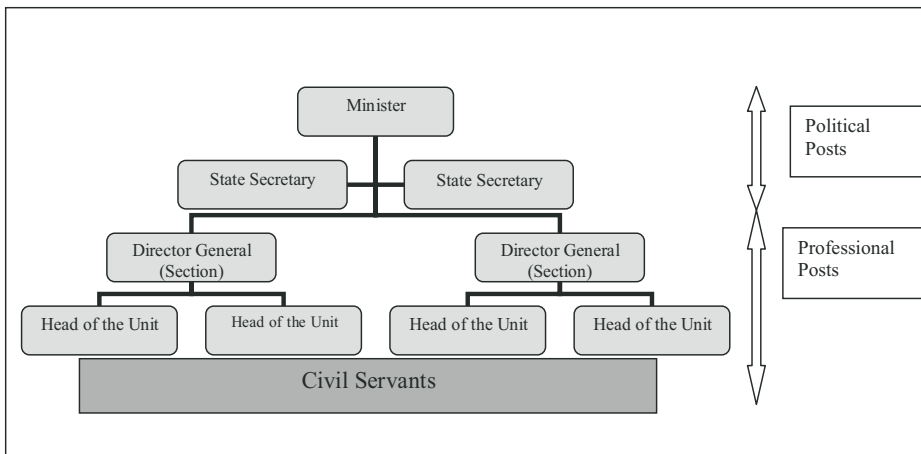 Minister
Political
Posts
State Secretary
State Secretary
Director General
(Section)
Director General
(Section)
Professional
Posts
Head of the Unit
Head of the Unit
Head of the Unit
Head of the Unit
Civil Servants